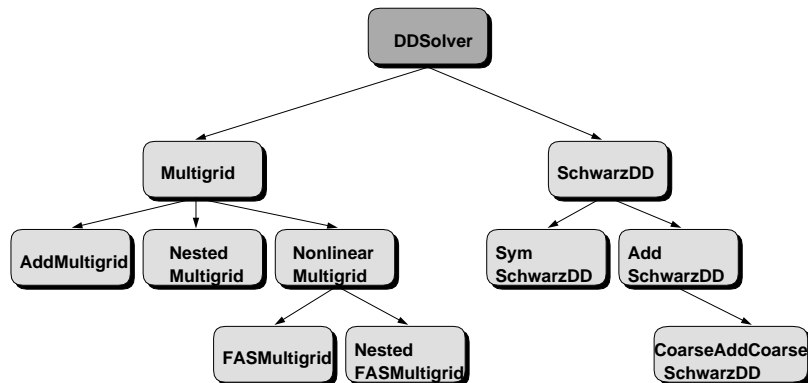 DDSolver
Multigrid
SchwarzDD
AddMultigrid
Nested
Multigrid
Nonlinear
Multigrid
Sym
SchwarzDD
Add
SchwarzDD
FASMultigrid
Nested
FASMultigrid
CoarseAddCoarse
SchwarzDD